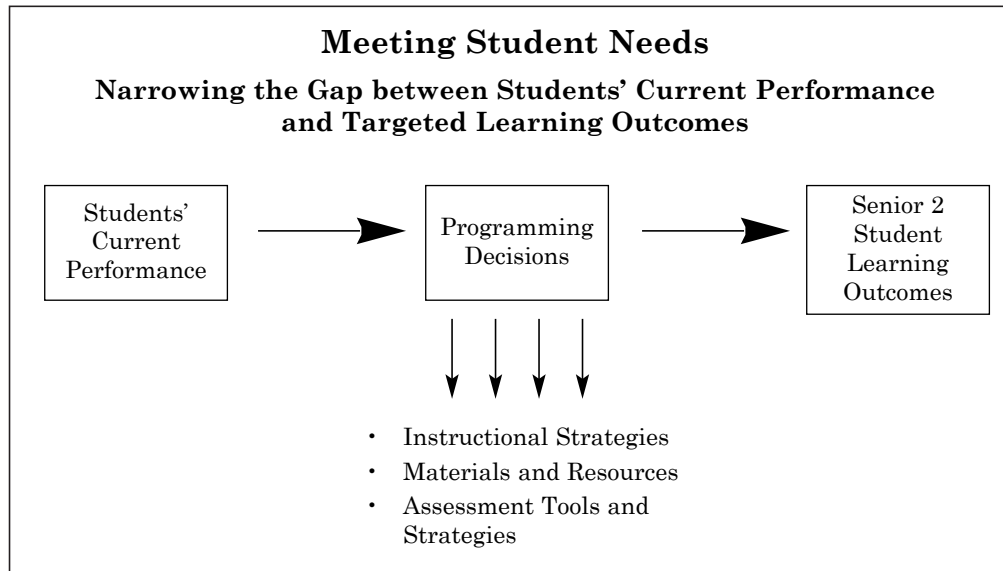 Meeting Student Needs
Narrowing the Gap between Students’ Current Performance
and Targeted Learning Outcomes
Students’
Current
Performance
Programming
Decisions
Senior 2
Student
Learning
Outcomes
• Instructional Strategies
• Materials and Resources
• Assessment Tools and
Strategies